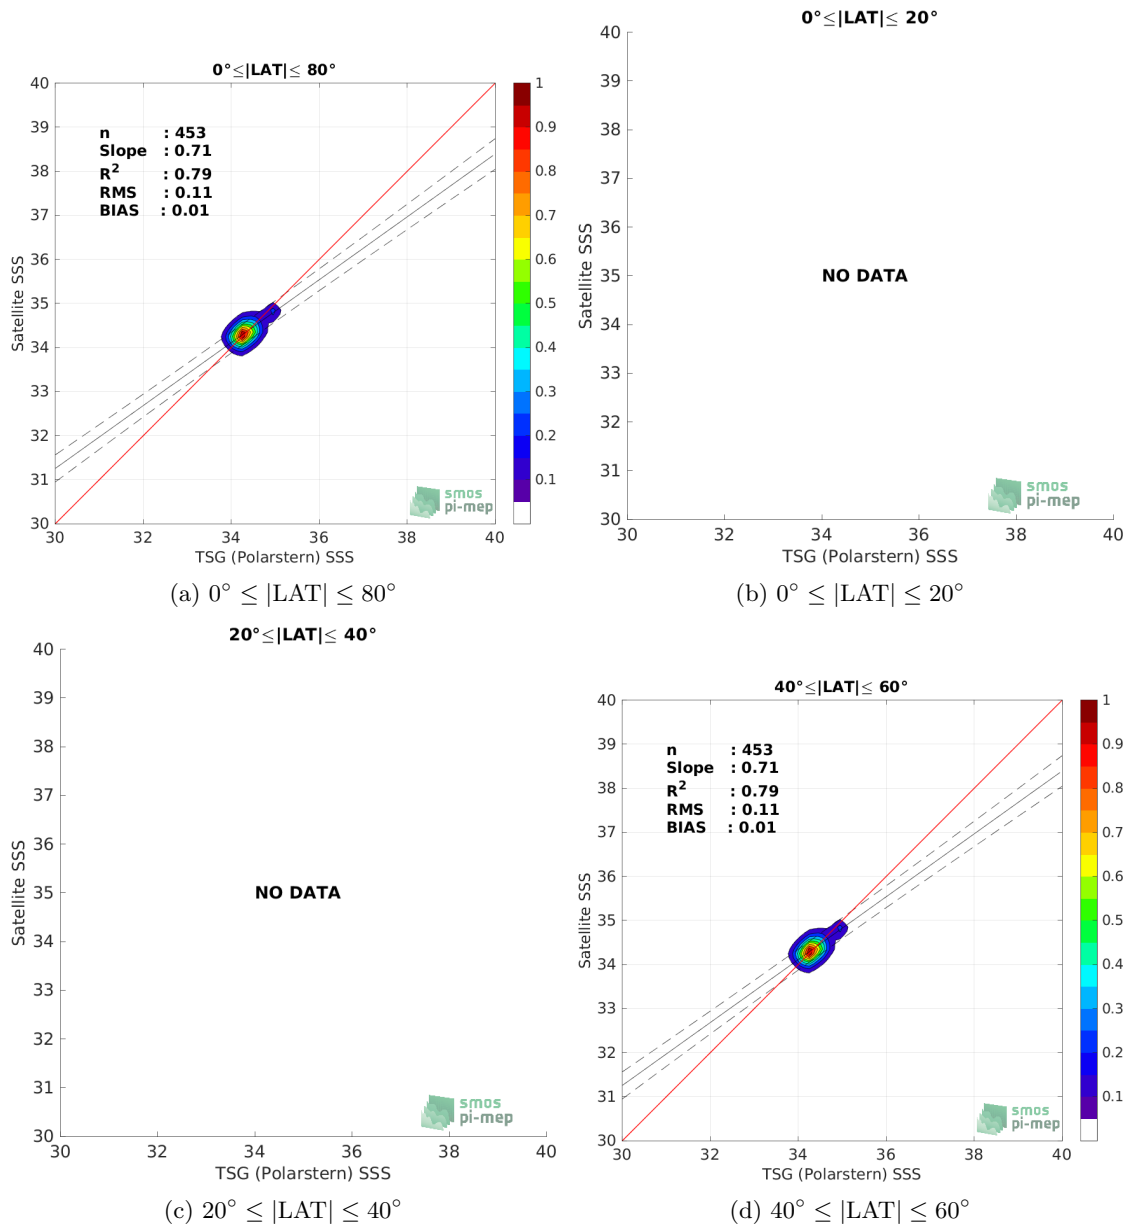 0°≤|LAT|≤ 80°
40
39
38
37
36
35
34
33
32
31
30
Satellite SSS
n : 453
Slope : 0.71
R² : 0.79
RMS : 0.11
BIAS : 0.01
smos
pi-mep
30 32 34 36 38 40
TSG (Polarstern) SSS
1
0.9
0.8
0.7
0.6
0.5
0.4
0.3
0.2
0.1
(a) 0° ≤ |LAT| ≤ 80°
0°≤|LAT|≤ 20°
40
39
38
37
36
35
34
33
32
31
30
Satellite SSS
NO DATA
smos
pi-mep
30 32 34 36 38 40
TSG (Polarstern) SSS
(b) 0° ≤ |LAT| ≤ 20°
20°≤|LAT|≤ 40°
40
39
38
37
36
35
34
33
32
31
30
Satellite SSS
NO DATA
smos
pi-mep
30 32 34 36 38 40
TSG (Polarstern) SSS
(c) 20° ≤ |LAT| ≤ 40°
40°≤|LAT|≤ 60°
40
39
38
37
36
35
34
33
32
31
30
Satellite SSS
n : 453
Slope : 0.71
R² : 0.79
RMS : 0.11
BIAS : 0.01
smos
pi-mep
30 32 34 36 38 40
TSG (Polarstern) SSS
1
0.9
0.8
0.7
0.6
0.5
0.4
0.3
0.2
0.1
(d) 40° ≤ |LAT| ≤ 60°